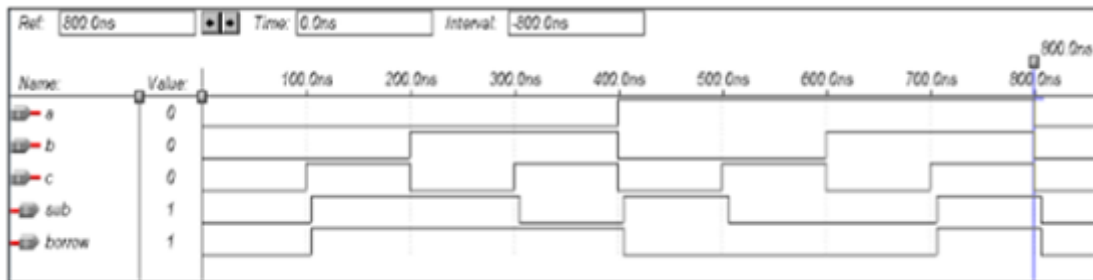 Ref: 800.0ns Time: 0.0ns Interval: -800.0ns
800.0ns
Name: Value: 100.0ns 200.0ns 300.0ns 400.0ns 500.0ns 600.0ns 700.0ns 800.0ns
a 0
b 0
c 0
sub 1
borrow 1